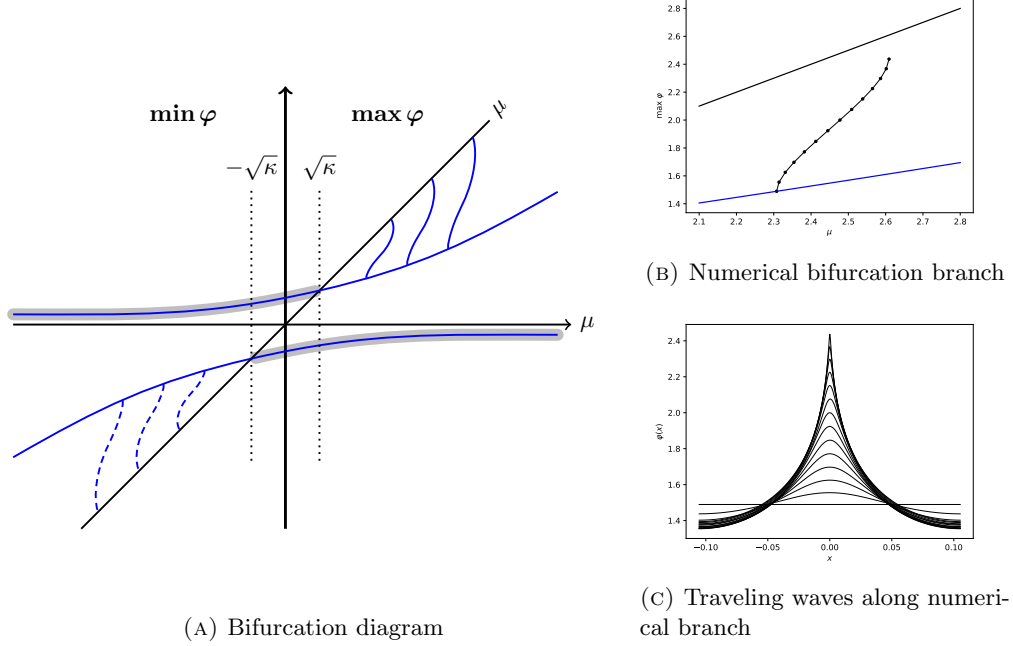 min φ
max φ
μ
−√κ
√κ
μ
(A) Bifurcation diagram
2.8
2.6
2.4
2.2
2.0
1.8
1.6
1.4
max φ
2.1 2.2 2.3 2.4 2.5 2.6 2.7 2.8
μ
(B) Numerical bifurcation branch
2.4
2.2
2.0
1.8
1.6
1.4
φ(x)
−0.10 −0.05 0.00 0.05 0.10
x
(C) Traveling waves along numeri-
cal branch